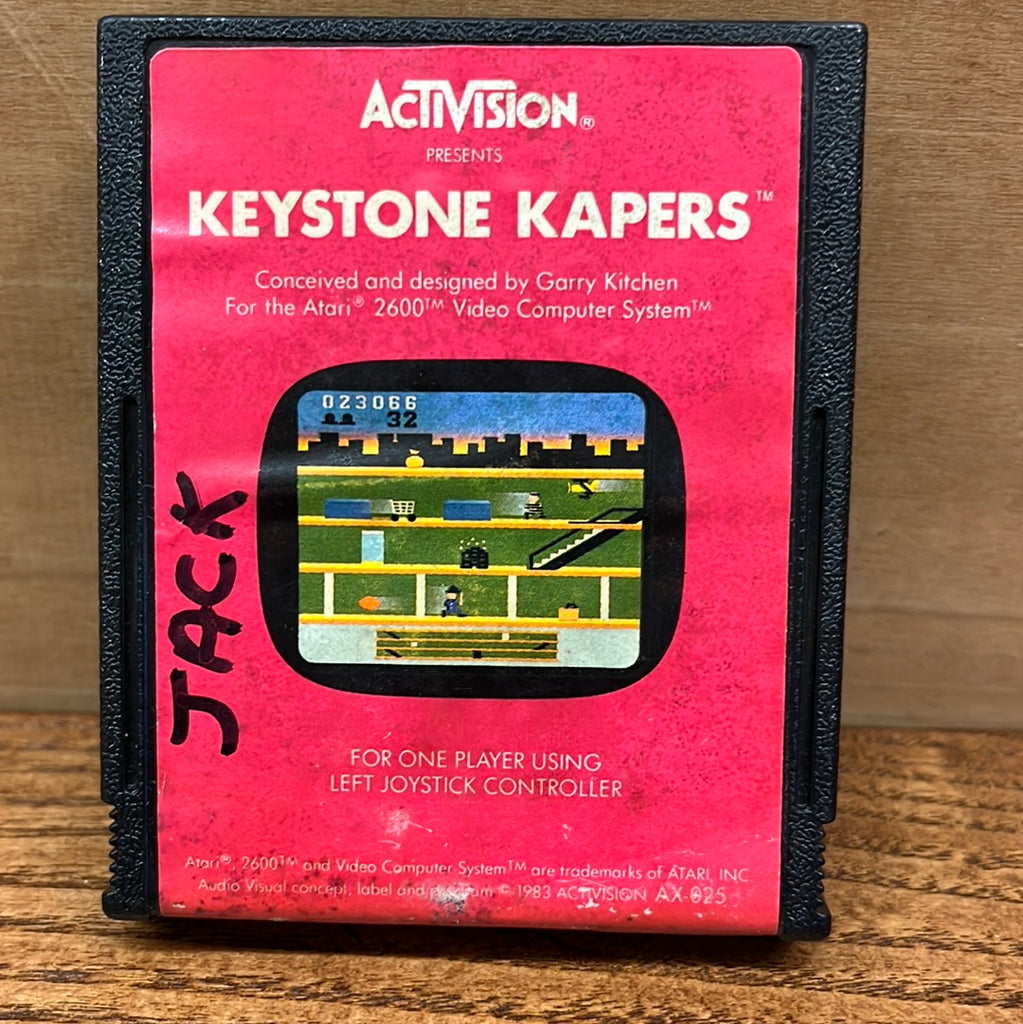 ACTIVISION®
PRESENTS
KEYSTONE KAPERS™
Conceived and designed by Garry Kitchen
For the Atari® 2600™ Video Computer System™
023066
32
JACK
FOR ONE PLAYER USING
LEFT JOYSTICK CONTROLLER
Atari®, 2600™ and Video Computer System™ are trademarks of ATARI, INC.
Audio Visual concept, label and program © 1983 ACTIVISION AX-025